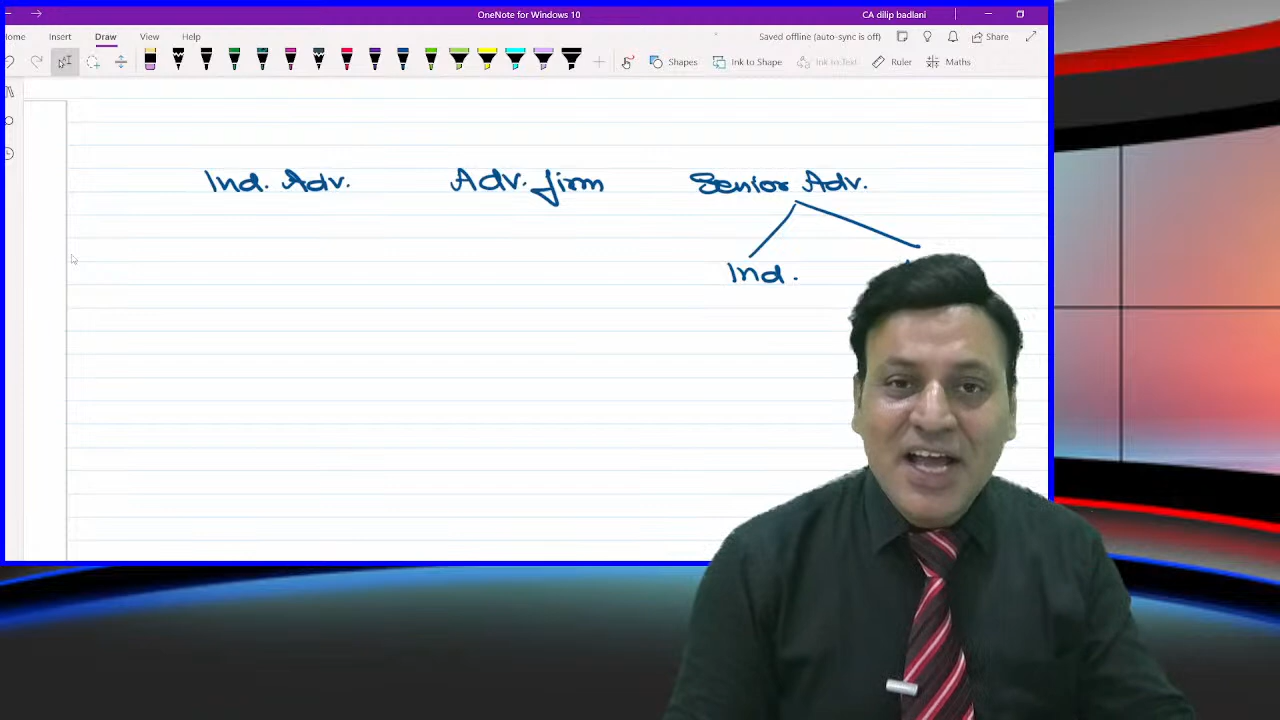 OneNote for Windows 10
CA dilip badlani
Insert Draw View Help
Saved offline (auto-sync is off) Share
Shapes Ink to Shape Ink to Text Ruler Maths
Ind. Adv. Adv. firm Senior Adv.
Ind.